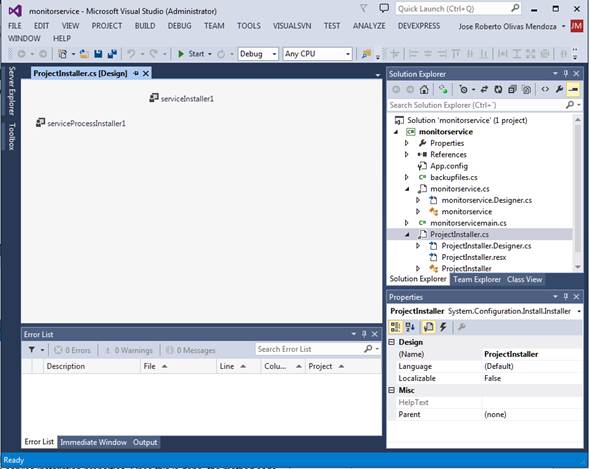 monitorservice - Microsoft Visual Studio (Administrator)
Quick Launch (Ctrl+Q)
FILE EDIT VIEW PROJECT BUILD DEBUG TEAM TOOLS VISUALSVN TEST ANALYZE DEVEXPRESS
Jose Roberto Olivas Mendoza JM
WINDOW HELP
Start Debug Any CPU
Server Explorer
Toolbox
ProjectInstaller.cs [Design]
serviceInstaller1
serviceProcessInstaller1
Solution Explorer
Search Solution Explorer (Ctrl+´)
Solution 'monitorservice' (1 project)
monitorservice
Properties
References
App.config
backupfiles.cs
monitorservice.cs
monitorservice.Designer.cs
monitorservice
monitorservicemain.cs
ProjectInstaller.cs
ProjectInstaller.Designer.cs
ProjectInstaller.resx
ProjectInstaller
Solution Explorer Team Explorer Class View
Properties
ProjectInstaller System.Configuration.Install.Installer
Design
(Name) ProjectInstaller
Language (Default)
Localizable False
Misc
HelpText
Parent (none)
Error List
0 Errors 0 Warnings 0 Messages
Search Error List
Description File Line Colu... Project
Error List Immediate Window Output
Ready